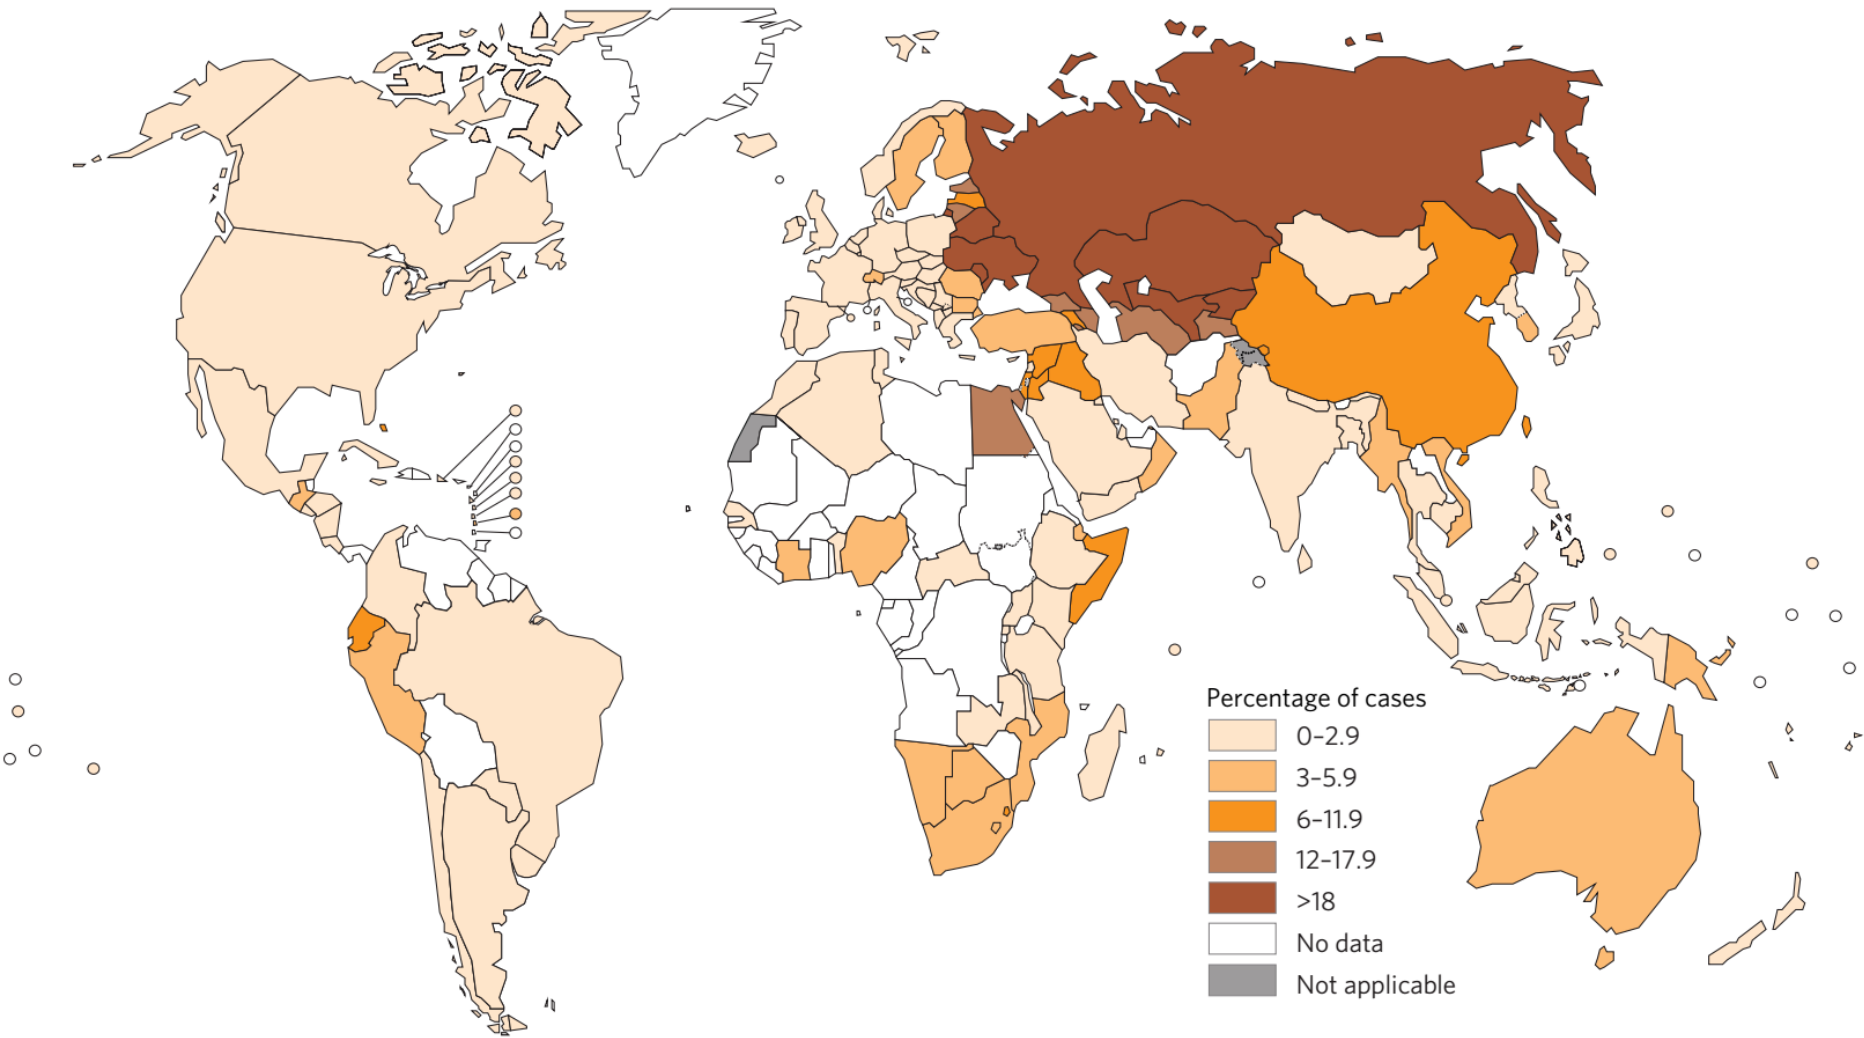 Percentage of cases
0–2.9
3–5.9
6–11.9
12–17.9
>18
No data
Not applicable